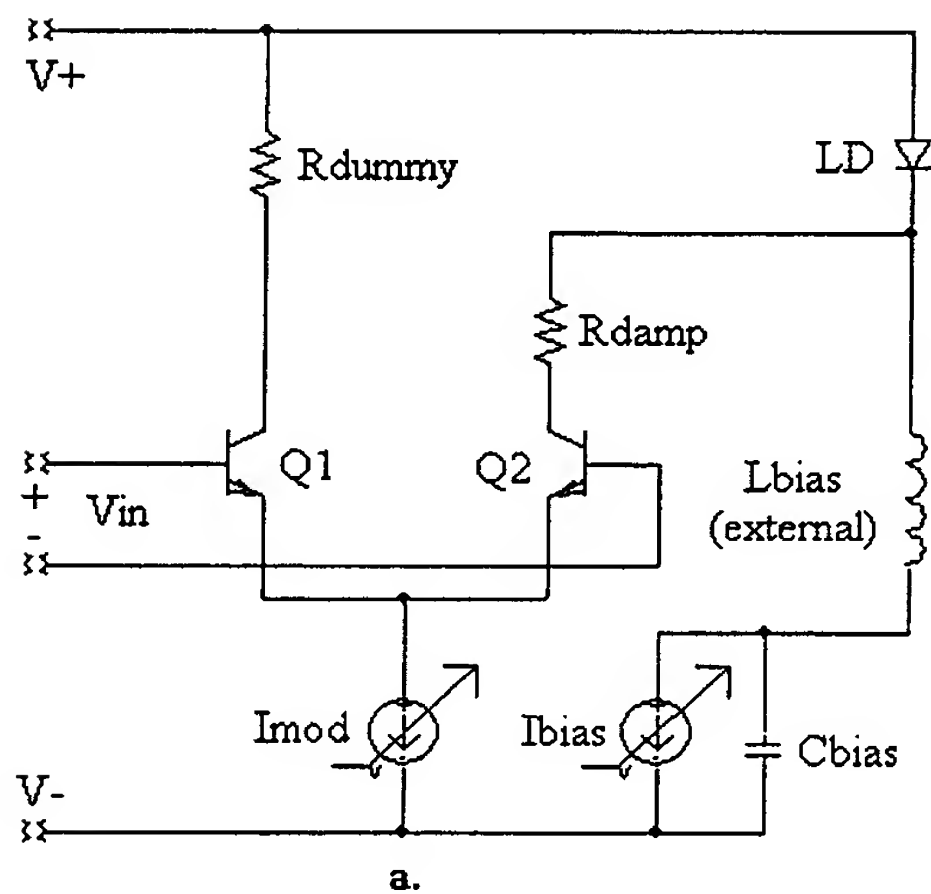 V+
Rdummy
LD
Rdamp
Q1
Q2
+
Vin
-
Lbias
(external)
Imod
Ibias
Cbias
V-
a.